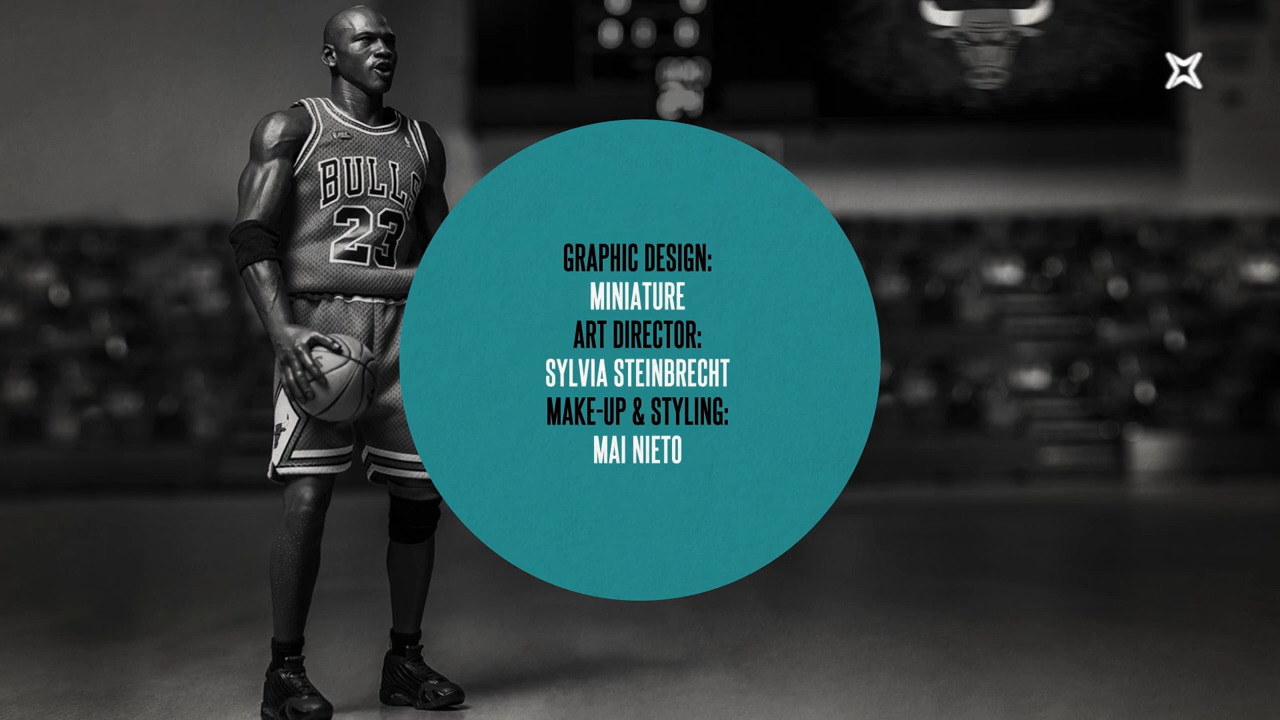 BULLS
23
GRAPHIC DESIGN:
MINIATURE
ART DIRECTOR:
SYLVIA STEINBRECHT
MAKE-UP & STYLING:
MAI NIETO